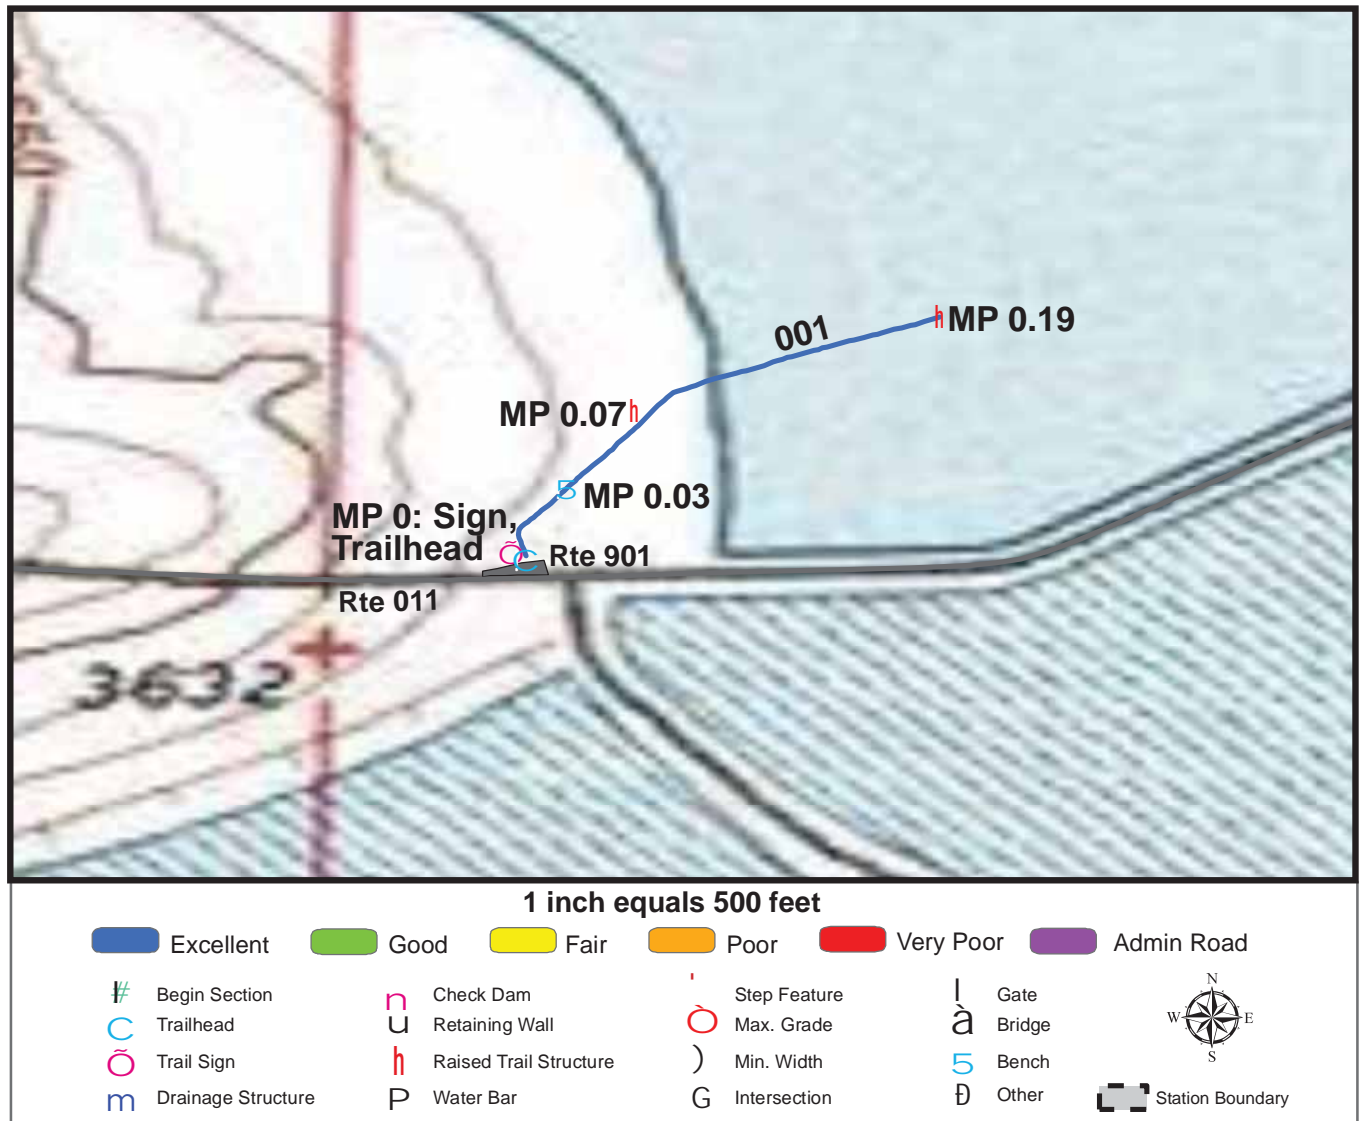 001
MP 0.19
MP 0.07 h
5 MP 0.03
MP 0: Sign,
Trailhead
Õ C Rte 901
Rte 011
3632
1 inch equals 500 feet
Excellent Good Fair Poor Very Poor Admin Road
Begin Section
n Check Dam
' Step Feature
Gate
C Trailhead
u Retaining Wall
Ò Max. Grade
à Bridge
Õ Trail Sign
h Raised Trail Structure
) Min. Width
5 Bench
m Drainage Structure
P Water Bar
G Intersection
Ð Other
N
W E
S
Station Boundary